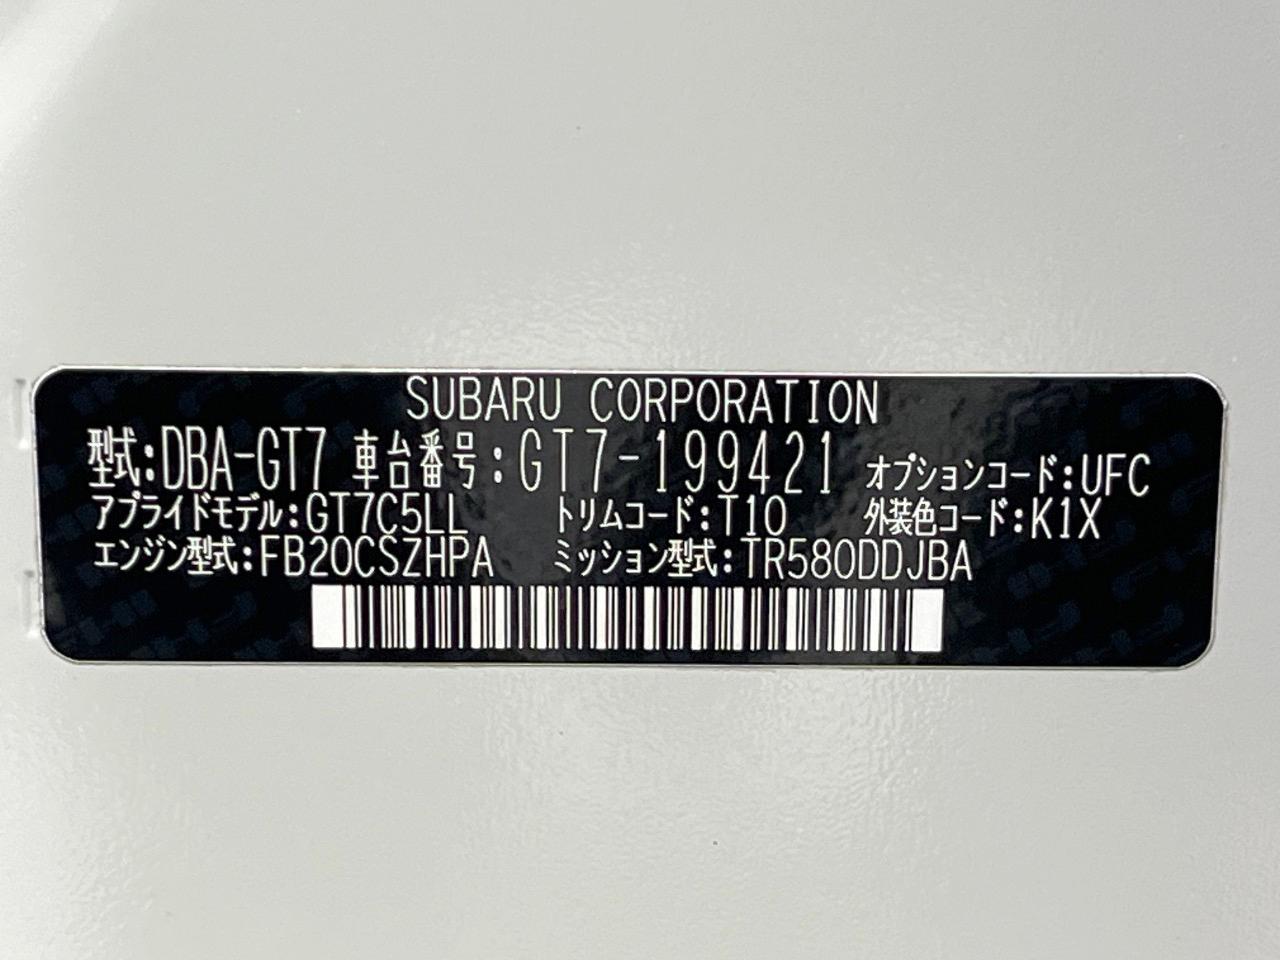 SUBARU CORPORATION
型式:DBA-GT7 車台番号:GT7-199421 オプションコード:UFC
アプライドモデル:GT7C5LL トリムコード:T10 外装色コード:K1X
エンジン型式:FB20CSZHPA ミッション型式:TR580DDJBA